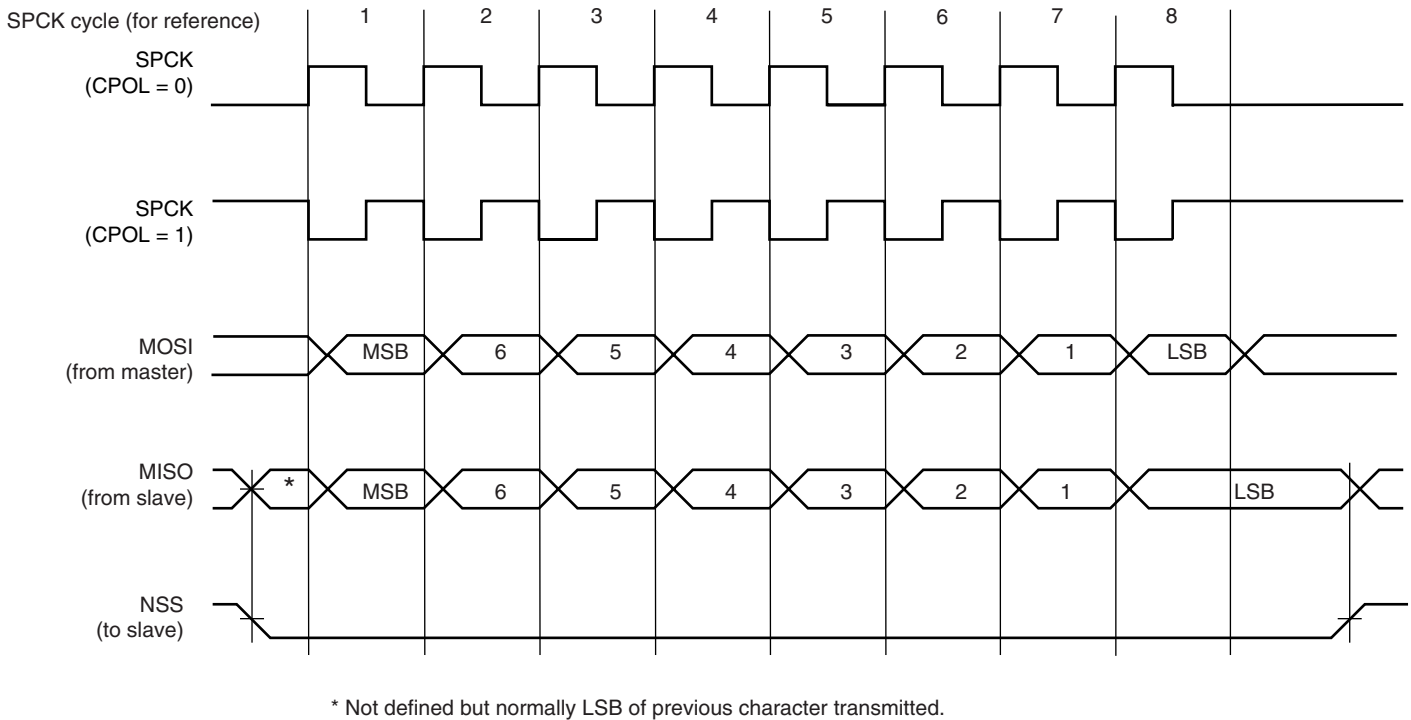 SPCK cycle (for reference) 1 2 3 4 5 6 7 8
SPCK
(CPOL = 0)
SPCK
(CPOL = 1)
MOSI
(from master)
MSB 6 5 4 3 2 1 LSB
MISO
(from slave)
* MSB 6 5 4 3 2 1 LSB
NSS
(to slave)
* Not defined but normally LSB of previous character transmitted.